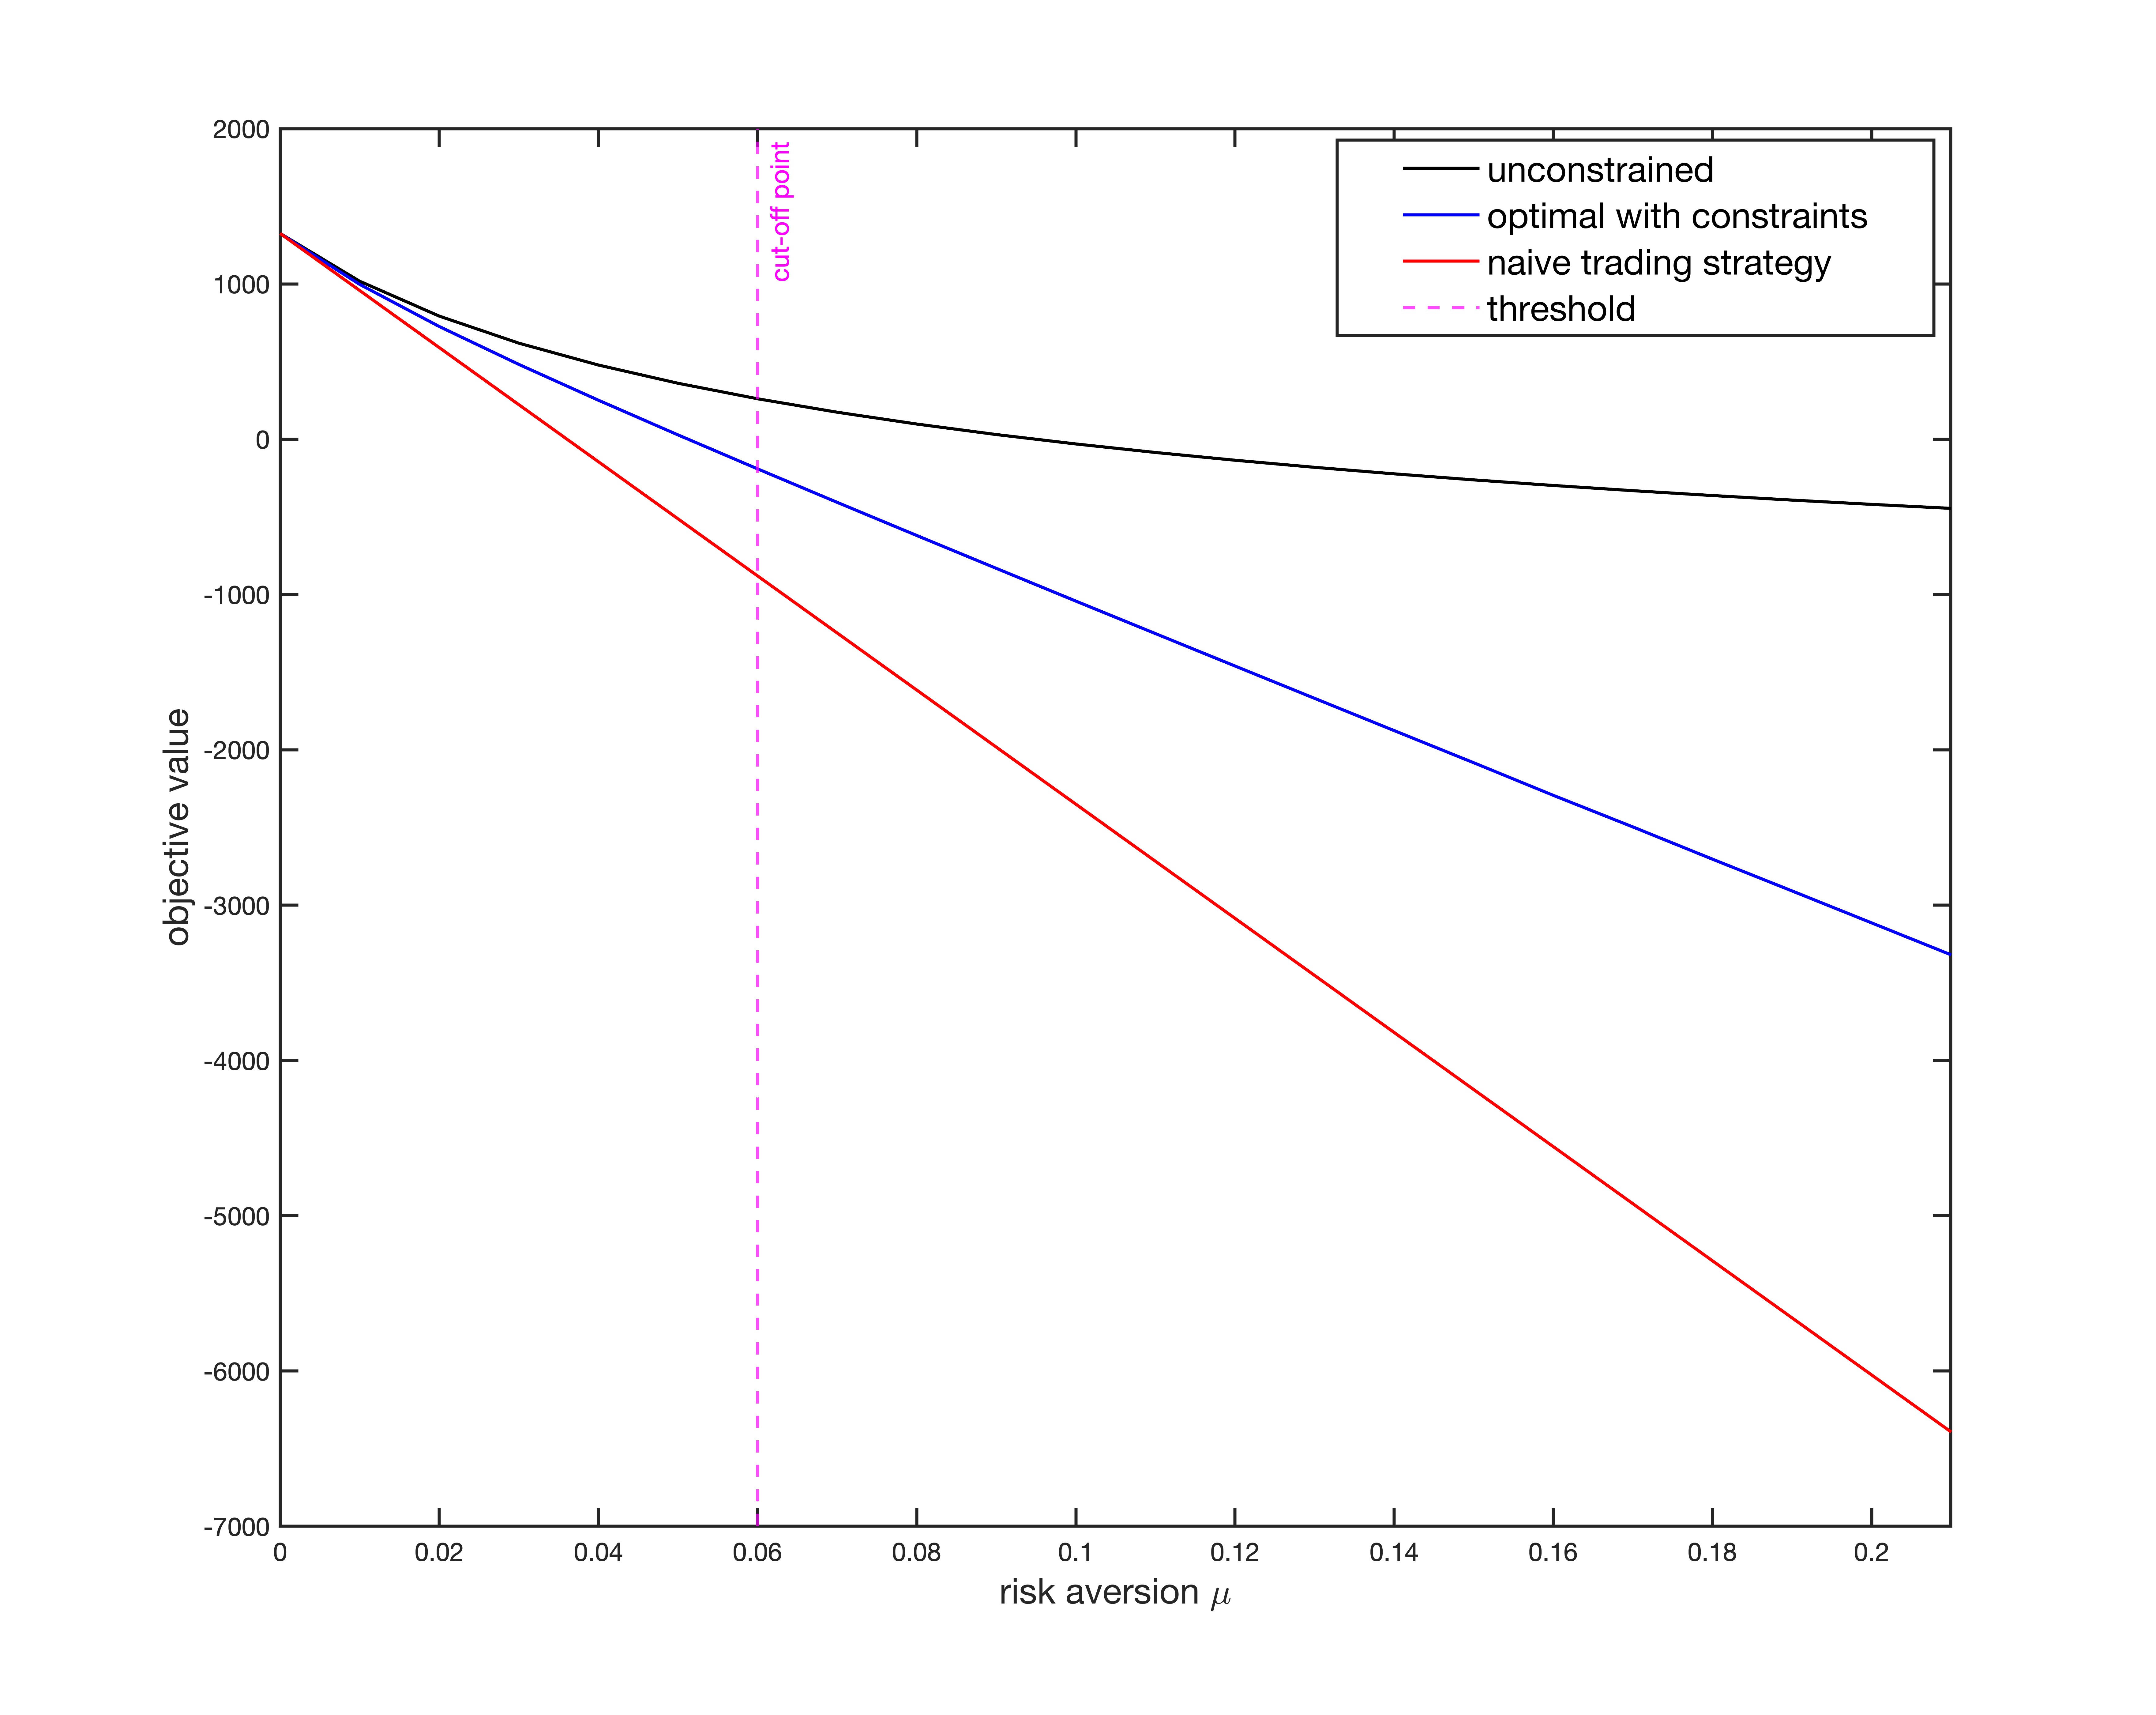 2000
1000
0
-1000
-2000
-3000
-4000
-5000
-6000
-7000
objective value
cut-off point
unconstrained
optimal with constraints
naive trading strategy
threshold
0 0.02 0.04 0.06 0.08 0.1 0.12 0.14 0.16 0.18 0.2
risk aversion μ